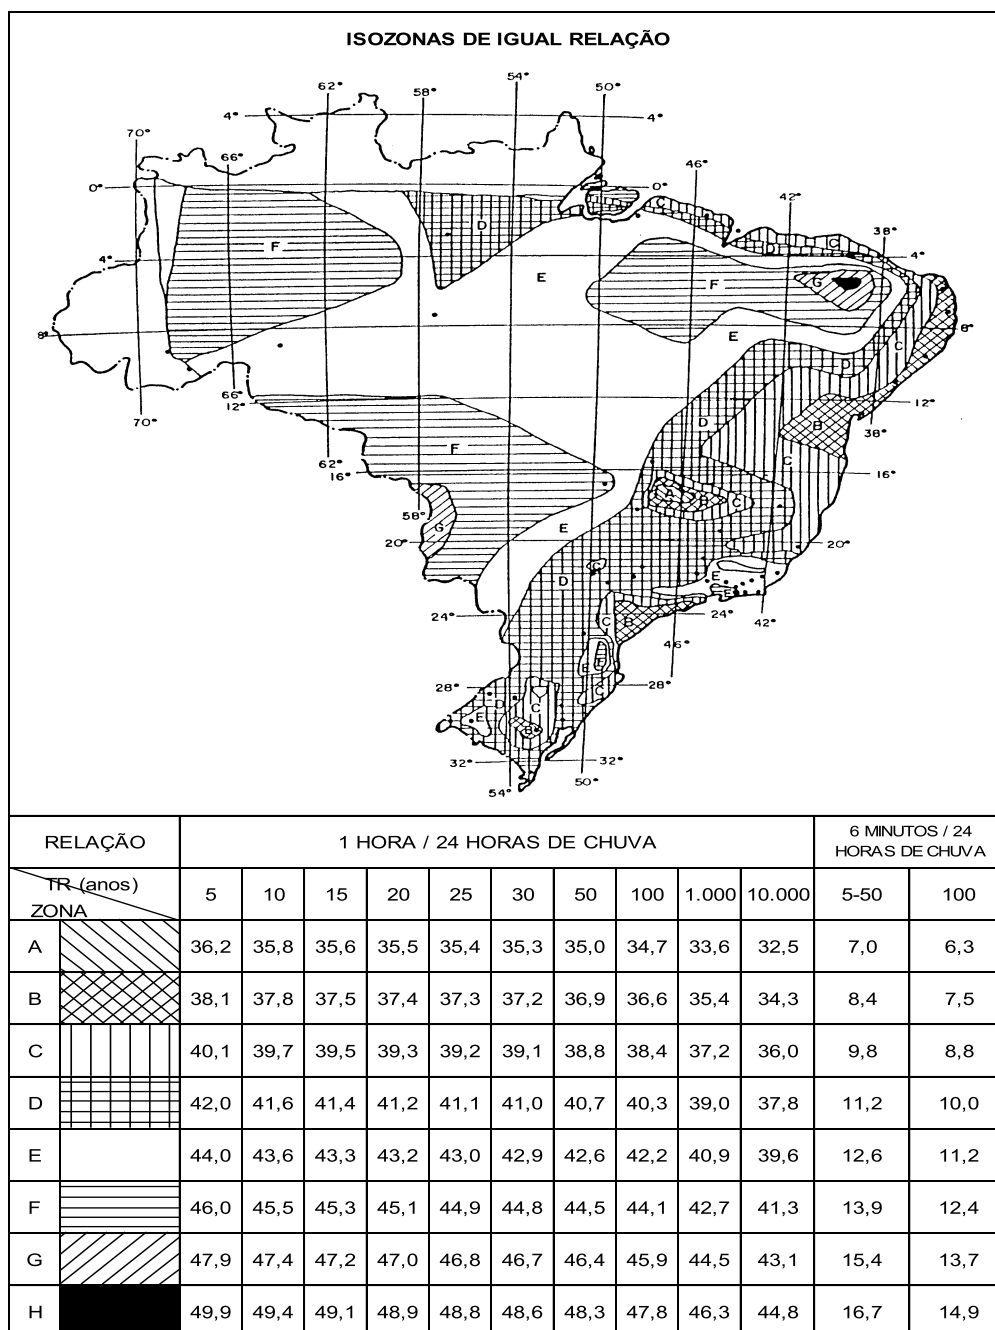 ISOZONAS DE IGUAL RELAÇÃO
54°
62° 58° 50°
4° 4°
70° 66° 46°
0° 0° 42°
C
D D C 38°
F 4° 4°
E F G
8° E 8°
C
D
66° 12° 12°
70° D B 38°
F
62° 16° C 16°
A B C
58° G
E
20° 20°
E
C
D
E
24° C B 24° 42°
46°
E F
28° 28°
D C C
E
B
32° 32°
54° 50°
RELAÇÃO 1 HORA / 24 HORAS DE CHUVA 6 MINUTOS / 24 HORAS DE CHUVA
TR (anos) ZONA 5 10 15 20 25 30 50 100 1.000 10.000 5-50 100
A 36,2 35,8 35,6 35,5 35,4 35,3 35,0 34,7 33,6 32,5 7,0 6,3
B 38,1 37,8 37,5 37,4 37,3 37,2 36,9 36,6 35,4 34,3 8,4 7,5
C 40,1 39,7 39,5 39,3 39,2 39,1 38,8 38,4 37,2 36,0 9,8 8,8
D 42,0 41,6 41,4 41,2 41,1 41,0 40,7 40,3 39,0 37,8 11,2 10,0
E 44,0 43,6 43,3 43,2 43,0 42,9 42,6 42,2 40,9 39,6 12,6 11,2
F 46,0 45,5 45,3 45,1 44,9 44,8 44,5 44,1 42,7 41,3 13,9 12,4
G 47,9 47,4 47,2 47,0 46,8 46,7 46,4 45,9 44,5 43,1 15,4 13,7
H 49,9 49,4 49,1 48,9 48,8 48,6 48,3 47,8 46,3 44,8 16,7 14,9